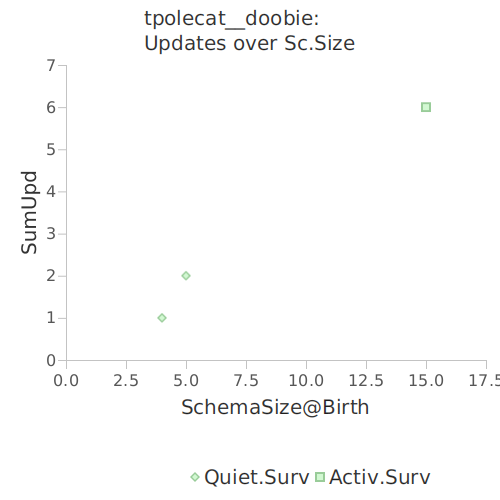 tpolecat__doobie:
Updates over Sc.Size
7
6
5
4
3
2
1
0
SumUpd
0.0 2.5 5.0 7.5 10.0 12.5 15.0 17.5
SchemaSize@Birth
Quiet.Surv Activ.Surv